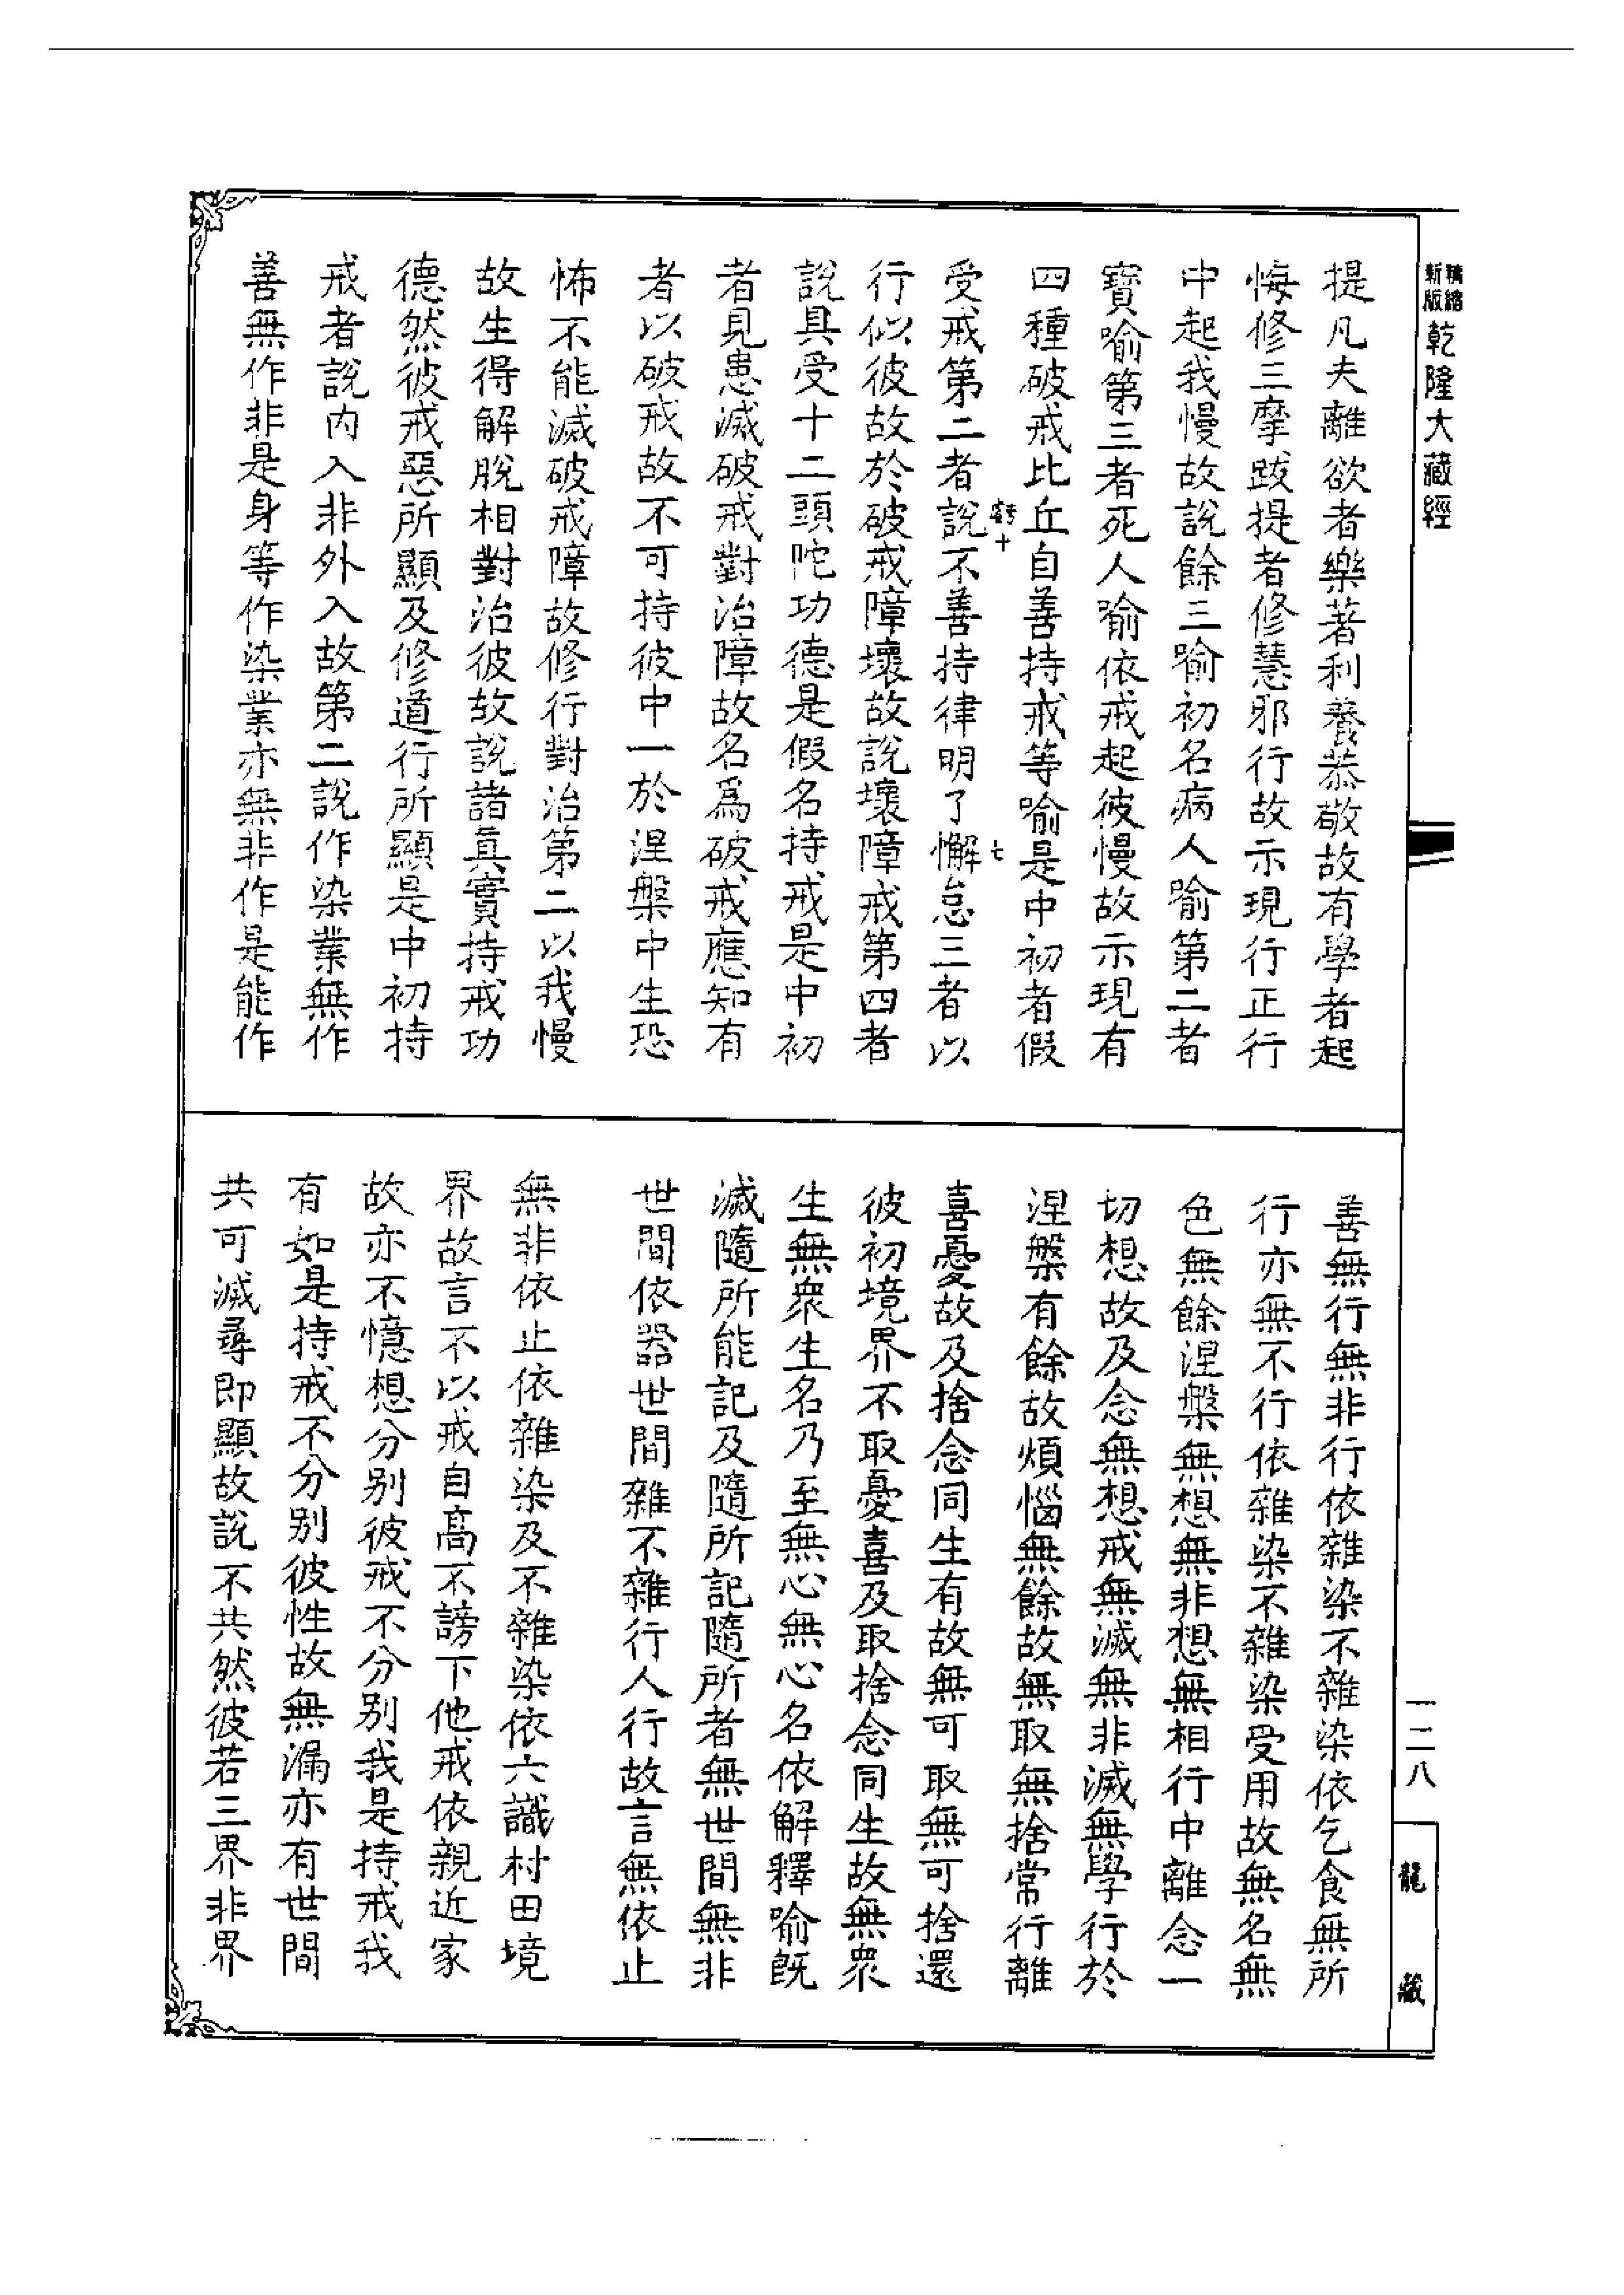 精縮
新版
乾隆大藏經
提凡夫離欲者樂著利養恭敬故有學者起
悔修三摩跋提者修慧邪行故示現行正行
中起我慢故說餘三喻初名病人喻第二者
寶喻第三者死人喻依戒起彼慢故示現有
四種破戒比丘自善持戒等喻是中初者假
十 七
受戒第二者說不善持律明了懈怠三者以
行似彼故於破戒障壞故說壞障戒第四者
說具受十二頭陀功德是假名持戒是中初
者見患滅破戒對治障故名爲破戒應知有
者以破戒故不可持彼中一於涅槃中生恐
怖不能滅破戒障故修行對治第二以我慢
故生得解脫相對治彼故說諸真實持戒功
德然彼戒惡所顯及修道行所顯是中初持
戒者說內入非外入故第二說作染業無作
善無作非是身等作染業亦無非作是能作
善無行無非行依雜染不雜染依乞食無所
行亦無不行依雜染不雜染受用故無名無
色無餘涅槃無想無非想無相行中離念一
切想故及念無想戒無滅無非滅無學行於
涅槃有餘故煩惱無餘故無取無捨常行離
喜憂故及捨念同生有故無可取無可捨還
彼初境界不取憂喜及取捨念同生故無衆
生無衆生名乃至無心無心名依解釋喻既
滅隨所能記及隨所記隨所者無世間無非
世間依器世間雜不雜行人行故言無依止
無非依止依雜染及不雜染依六識村田境
界故言不以戒自高不謗下他戒依親近家
故亦不憶想分别彼戒不分别我是持戒我
有如是持戒不分别彼性故無漏亦有世間
共可滅尋即顯故說不共然彼若三界非界
一二八
龍藏